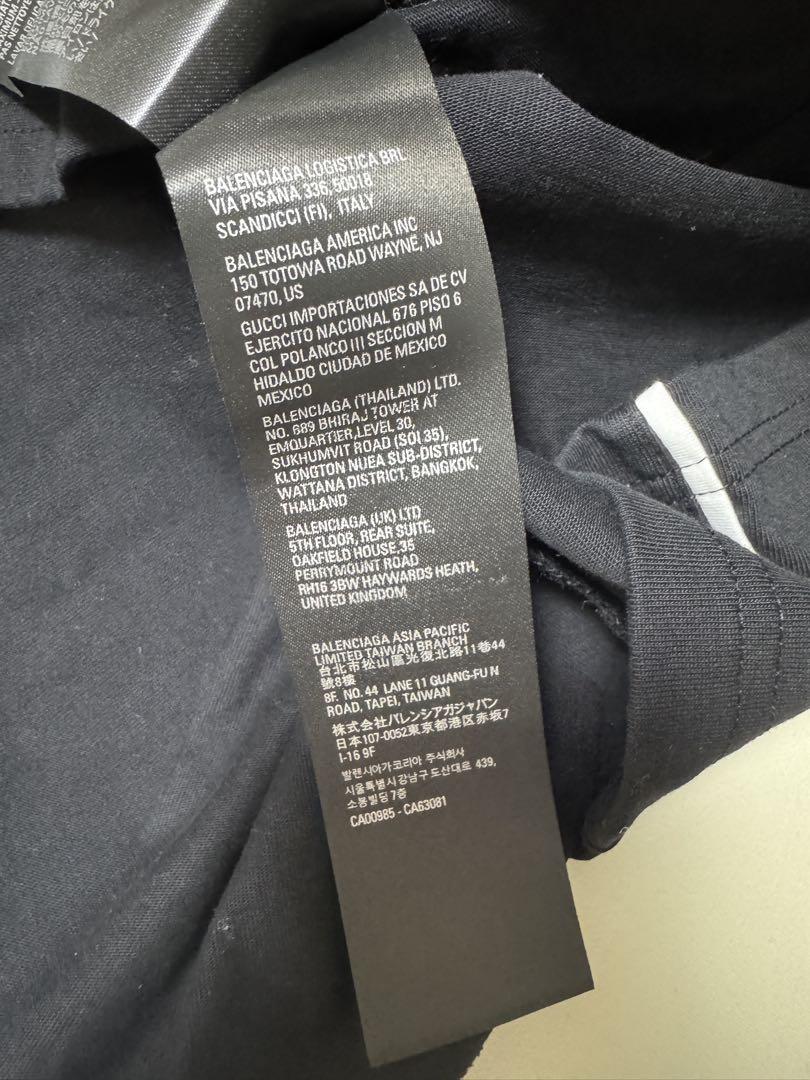 XIMUM
PAS NETTOYER
BALENCIAGA LOGISTICA BRL
VIA PISANA 336, 50018
SCANDICCI (FI), ITALY
BALENCIAGA AMERICA INC
150 TOTOWA ROAD WAYNE, NJ
07470, US
GUCCI IMPORTACIONES SA DE CV
EJERCITO NACIONAL 676 PISO 6
COL POLANCO III SECCION M
HIDALDO CIUDAD DE MEXICO
MEXICO
BALENCIAGA (THAILAND) LTD.
NO. 689 BHIRAJ TOWER AT
EMQUARTIER,LEVEL 30,
SUKHUMVIT ROAD (SOI 35),
KLONGTON NUEA SUB-DISTRICT,
WATTANA DISTRICT, BANGKOK,
THAILAND
BALENCIAGA (UK) LTD
5TH FLOOR, REAR SUITE,
OAKFIELD HOUSE,35
PERRYMOUNT ROAD
RH16 3BW HAYWARDS HEATH,
UNITED KINGDOM
BALENCIAGA ASIA PACIFIC
LIMITED TAIWAN BRANCH
台北市松山區光復北路11巷44
號8樓
8F. NO. 44 LANE 11 GUANG-FU N
ROAD, TAPEI, TAIWAN
株式会社バレンシアガジャパン
日本107-0052東京都港区赤坂7
I-16 9F
발렌시아가코리아 주식회사
서울특별시강남구 도산대로 439,
소봉빌딩 7층
CA00985 - CA63081